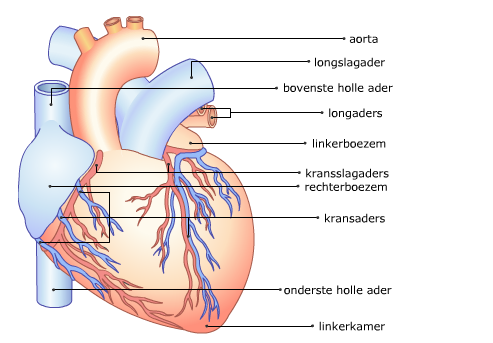 aorta
longslagader
bovenste holle ader
longaders
linkerboezem
kransslagaders
rechterboezem
kransaders
onderste holle ader
linkerkamer